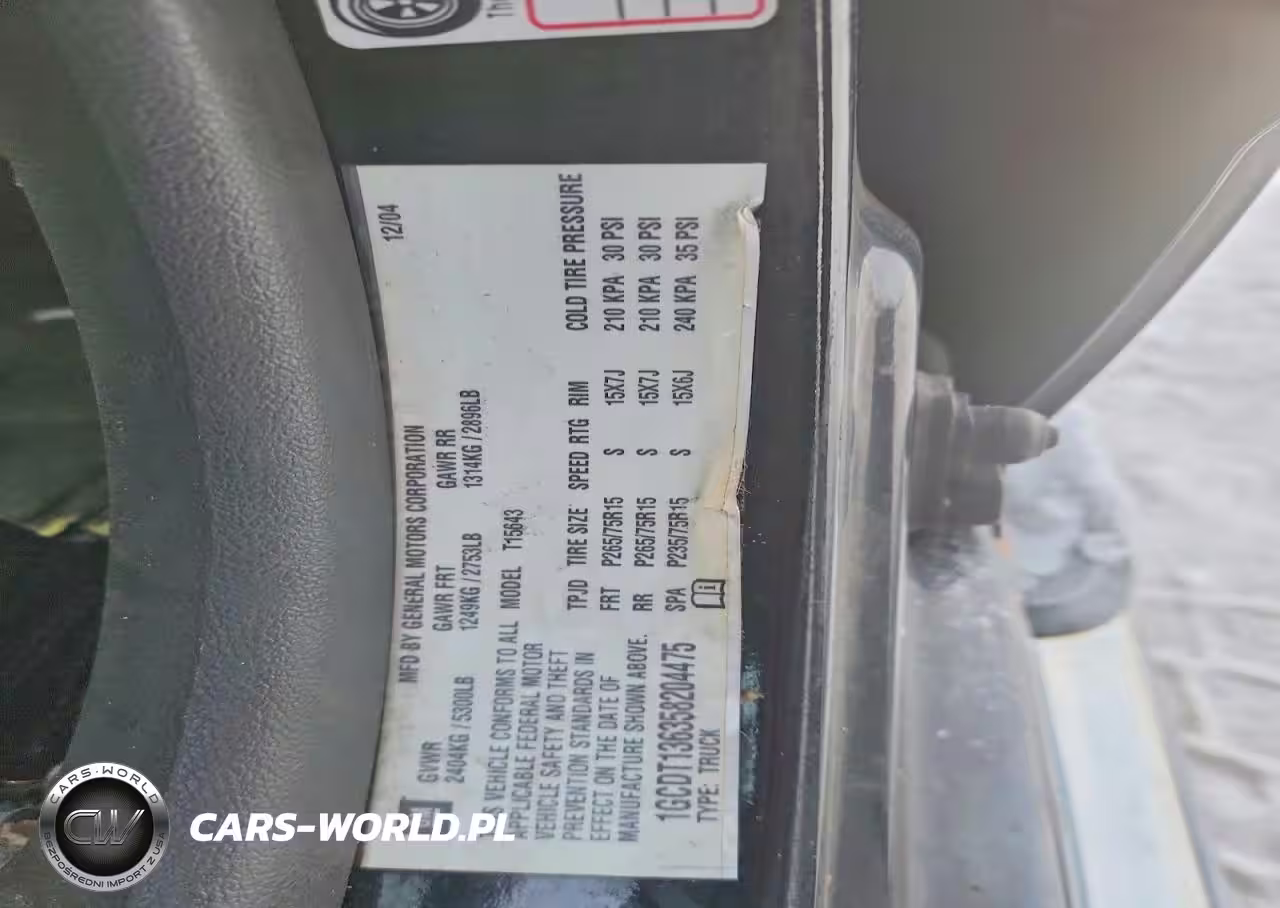 The
12/04
MFD BY GENERAL MOTORS CORPORATION
GVWR GAWR FRT GAWR RR
2404KG / 5300LB 1249KG / 2753LB 1314KG / 2896LB
S VEHICLE CONFORMS TO ALL MODEL T15643
APPLICABLE FEDERAL MOTOR
VEHICLE SAFETY AND THEFT
PREVENTION STANDARDS IN
EFFECT ON THE DATE OF
MANUFACTURE SHOWN ABOVE.
TPJD TIRE SIZE SPEED RTG RIM COLD TIRE PRESSURE
FRT P265/75R15 S 15X7J 210 KPA 30 PSI
RR P265/75R15 S 15X7J 210 KPA 30 PSI
SPA P235/75R15 S 15X6J 240 KPA 35 PSI
1GCDT136358204475
TYPE: TRUCK
CARS-WORLD
CW
BEZPOŚREDNI IMPORT Z USA
CARS-WORLD.PL